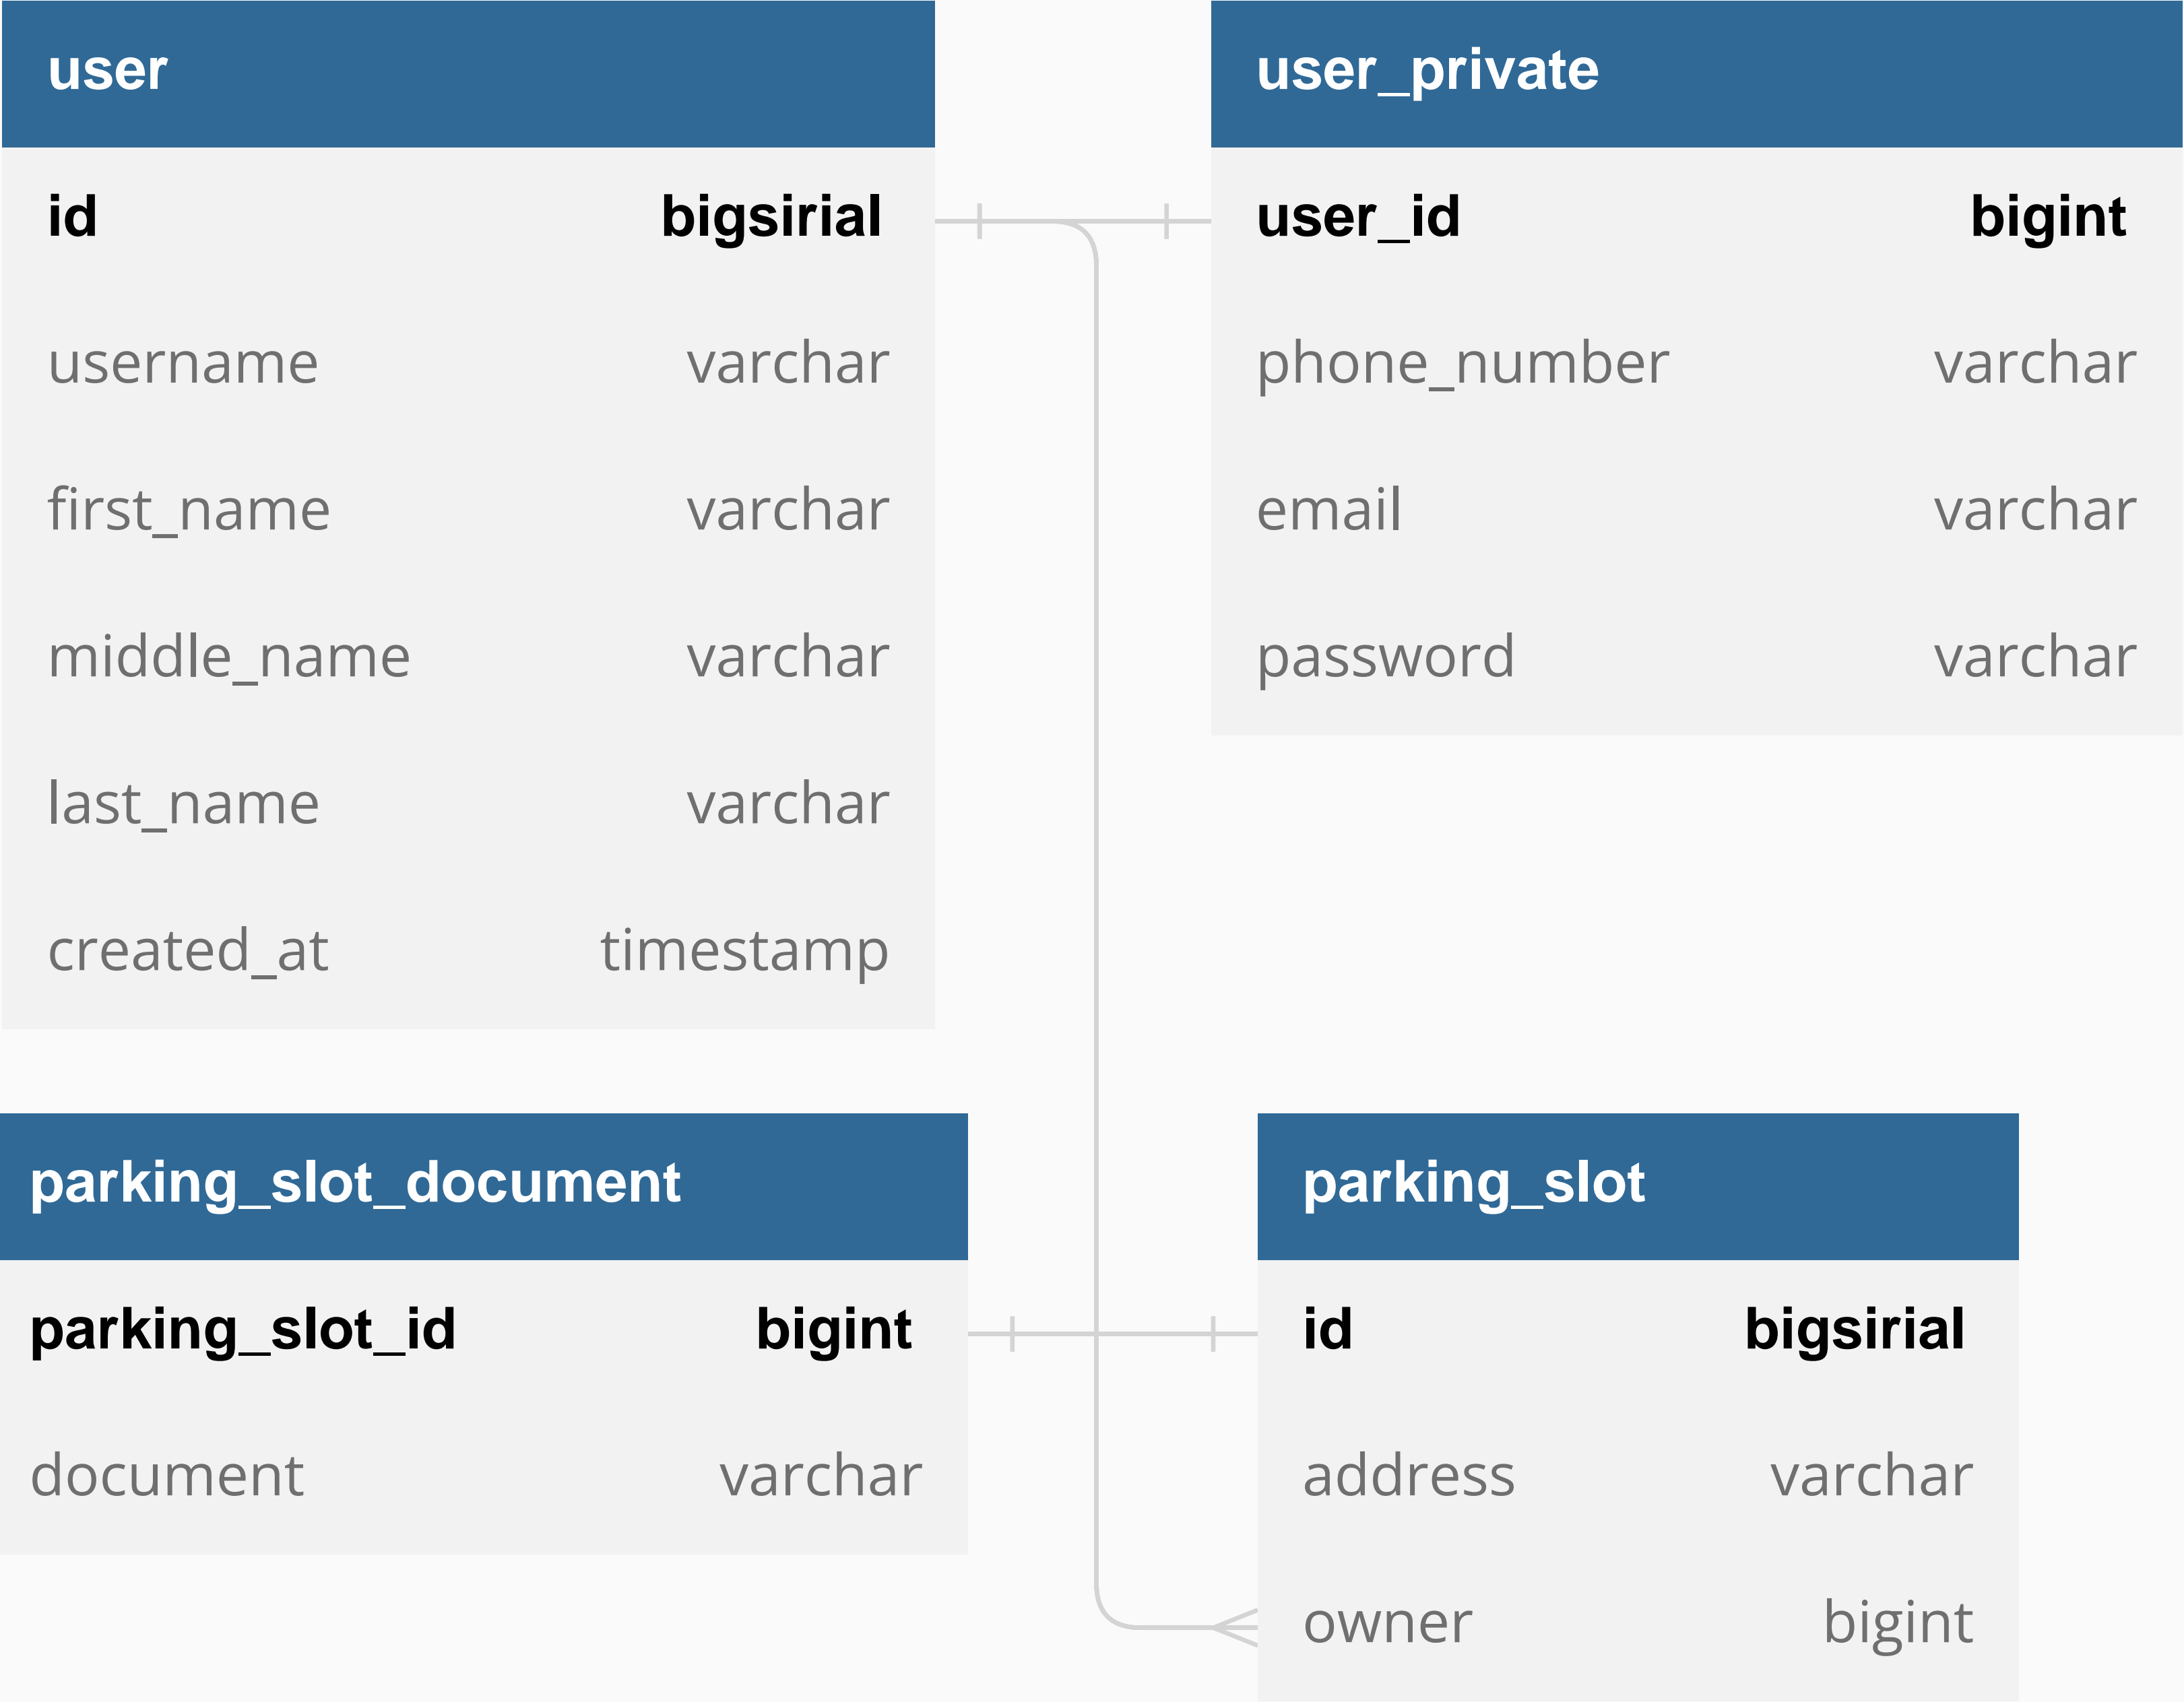 user
id bigsirial
username varchar
first_name varchar
middle_name varchar
last_name varchar
created_at timestamp
user_private
user_id bigint
phone_number varchar
email varchar
password varchar
parking_slot_document
parking_slot_id bigint
document varchar
parking_slot
id bigsirial
address varchar
owner bigint